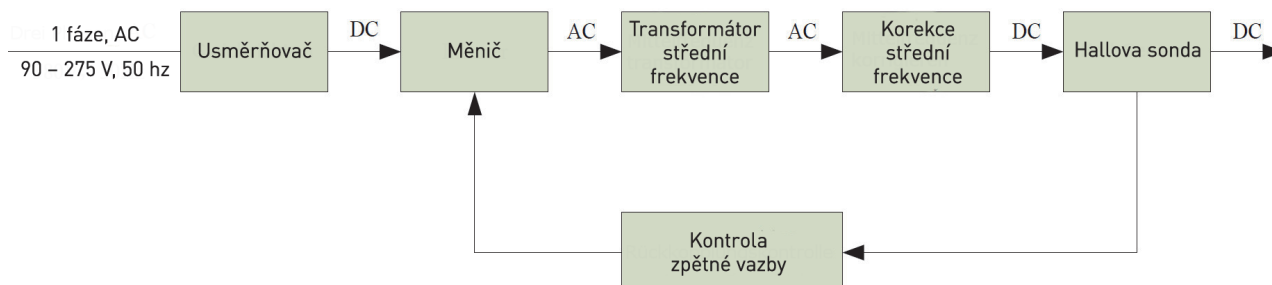 1 fáze, AC
90 – 275 V, 50 hz
Usměrňovač
DC
Měnič
AC
Transformátor
střední
frekvence
AC
Korekce
střední
frekvence
DC
Hallova sonda
DC
Kontrola
zpětné vazby